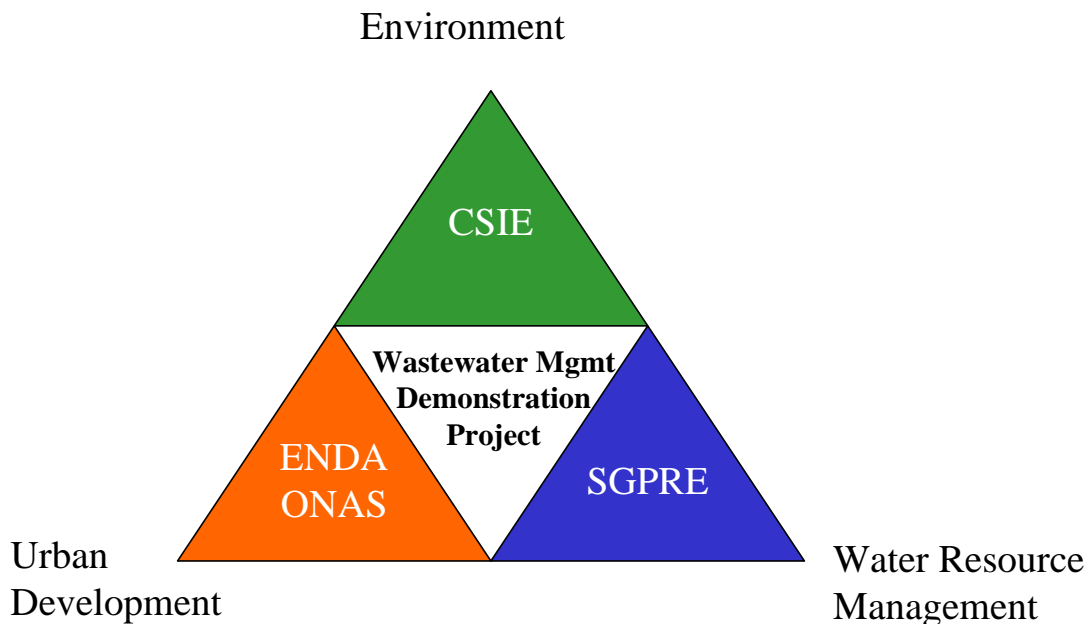 Environment
CSIE
Wastewater Mgmt
Demonstration
Project
ENDA
ONAS
SGPRE
Urban
Development
Water Resource
Management